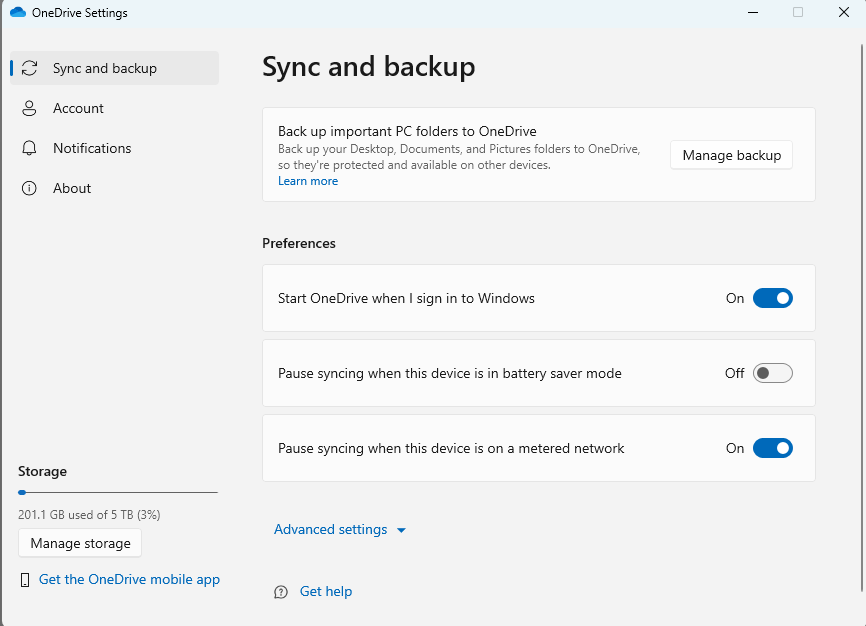 OneDrive Settings
Sync and backup
Account
Notifications
About
Storage
201.1 GB used of 5 TB (3%)
Manage storage
Get the OneDrive mobile app
Sync and backup
Back up important PC folders to OneDrive
Back up your Desktop, Documents, and Pictures folders to OneDrive,
so they're protected and available on other devices.
Learn more
Manage backup
Preferences
Start OneDrive when I sign in to Windows On
Pause syncing when this device is in battery saver mode Off
Pause syncing when this device is on a metered network On
Advanced settings
Get help